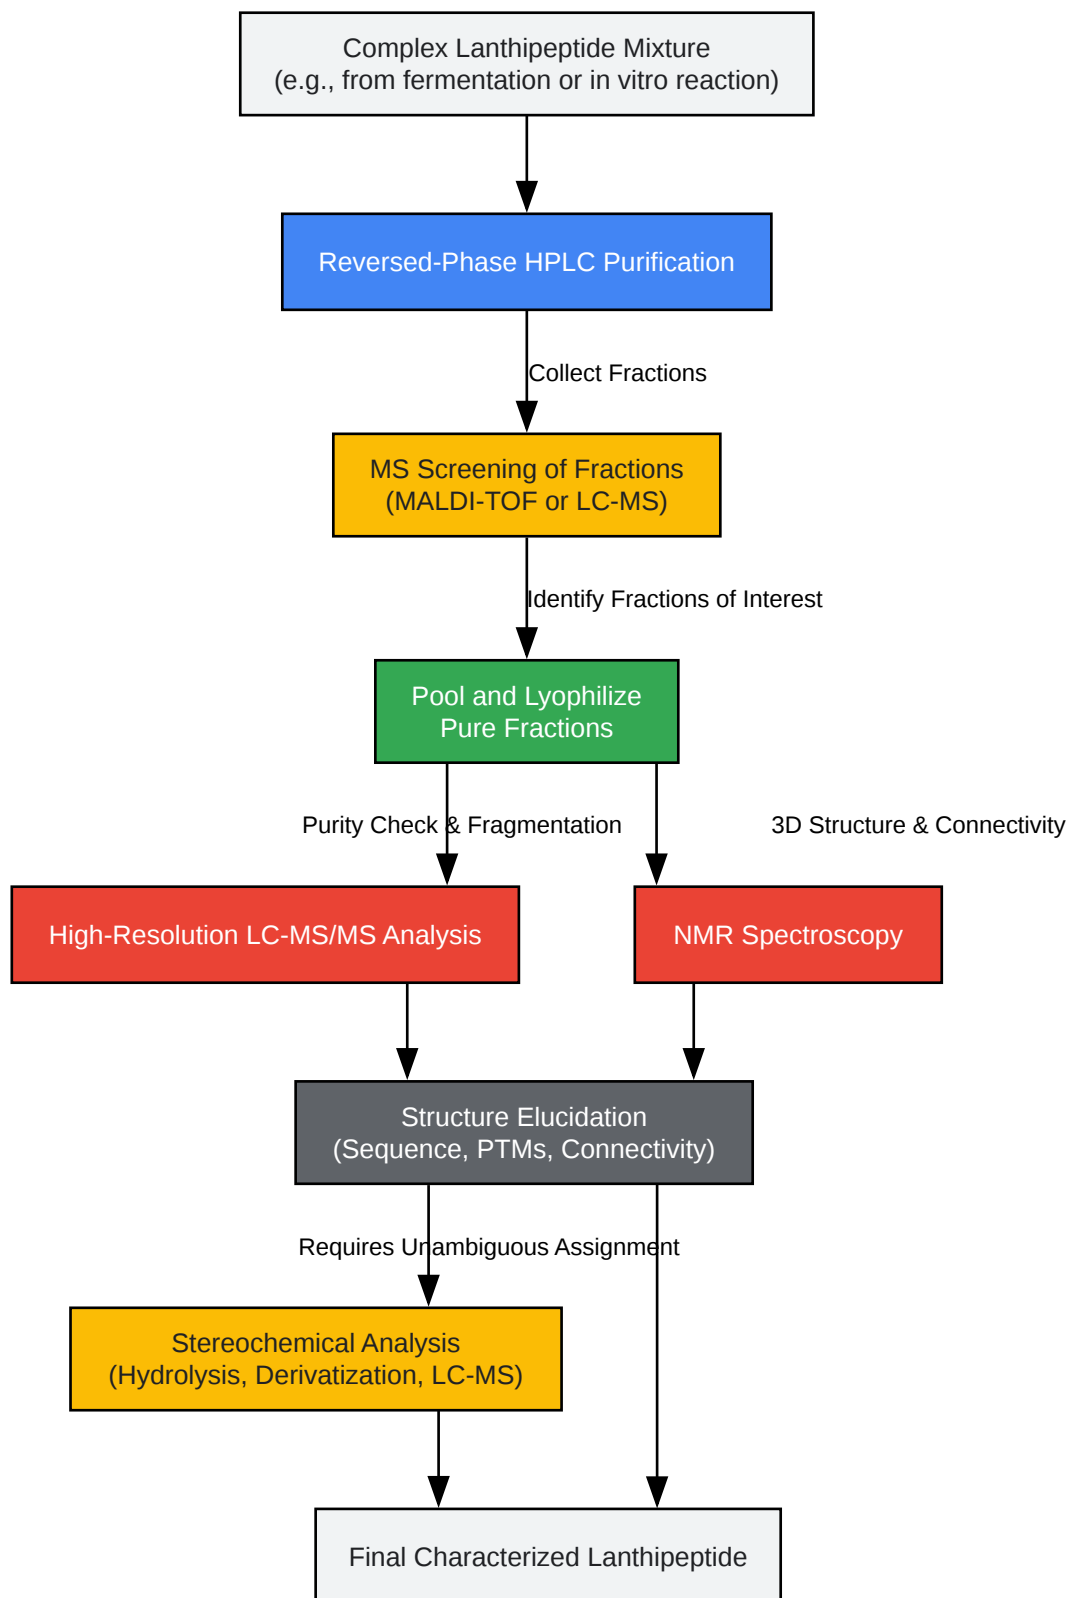 Complex Lanthipeptide Mixture
(e.g., from fermentation or in vitro reaction)
Reversed-Phase HPLC Purification
Collect Fractions
MS Screening of Fractions
(MALDI-TOF or LC-MS)
Identify Fractions of Interest
Pool and Lyophilize
Pure Fractions
Purity Check & Fragmentation
3D Structure & Connectivity
High-Resolution LC-MS/MS Analysis
NMR Spectroscopy
Structure Elucidation
(Sequence, PTMs, Connectivity)
Requires Unambiguous Assignment
Stereochemical Analysis
(Hydrolysis, Derivatization, LC-MS)
Final Characterized Lanthipeptide